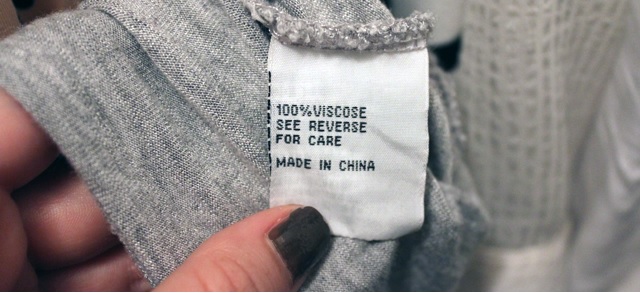 100%VISCOSE
SEE REVERSE
FOR CARE
MADE IN CHINA